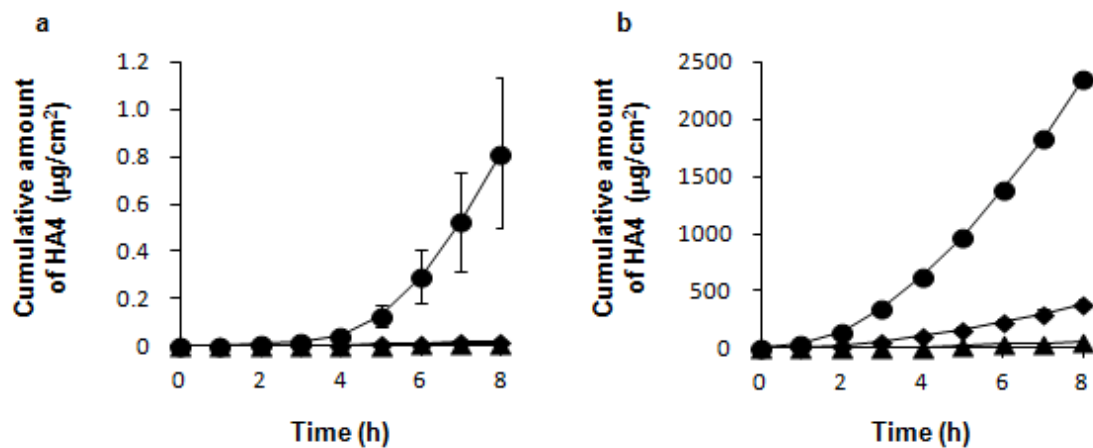 a
Cumulative amount
of HA4 (µg/cm²)
1.2
1.0
0.8
0.6
0.4
0.2
0
0 2 4 6 8
Time (h)
b
Cumulative amount
of HA4 (µg/cm²)
2500
2000
1500
1000
500
0
0 2 4 6 8
Time (h)